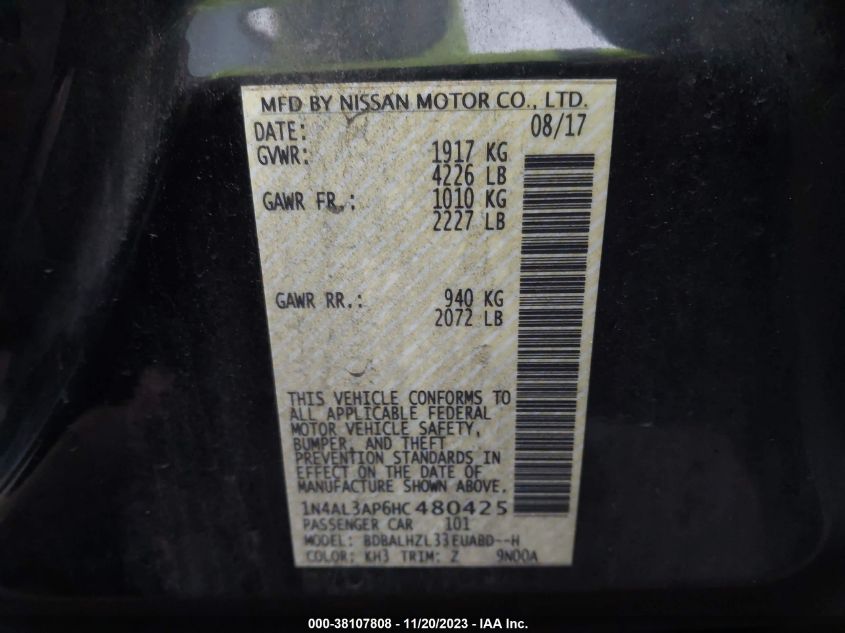 MFD BY NISSAN MOTOR CO., LTD.
DATE: 08/17
GVWR: 1917 KG
4226 LB
GAWR FR.: 1010 KG
2227 LB
GAWR RR.: 940 KG
2072 LB
THIS VEHICLE CONFORMS TO
ALL APPLICABLE FEDERAL
MOTOR VEHICLE SAFETY,
BUMPER, AND THEFT
PREVENTION STANDARDS IN
EFFECT ON THE DATE OF
MANUFACTURE SHOWN ABOVE.
1N4AL3AP6HC480425
PASSENGER CAR 101
MODEL: BDBALHZL33EUABD--H
COLOR: KH3 TRIM: Z 9N00A
000-38107808 - 11/20/2023 - IAA Inc.